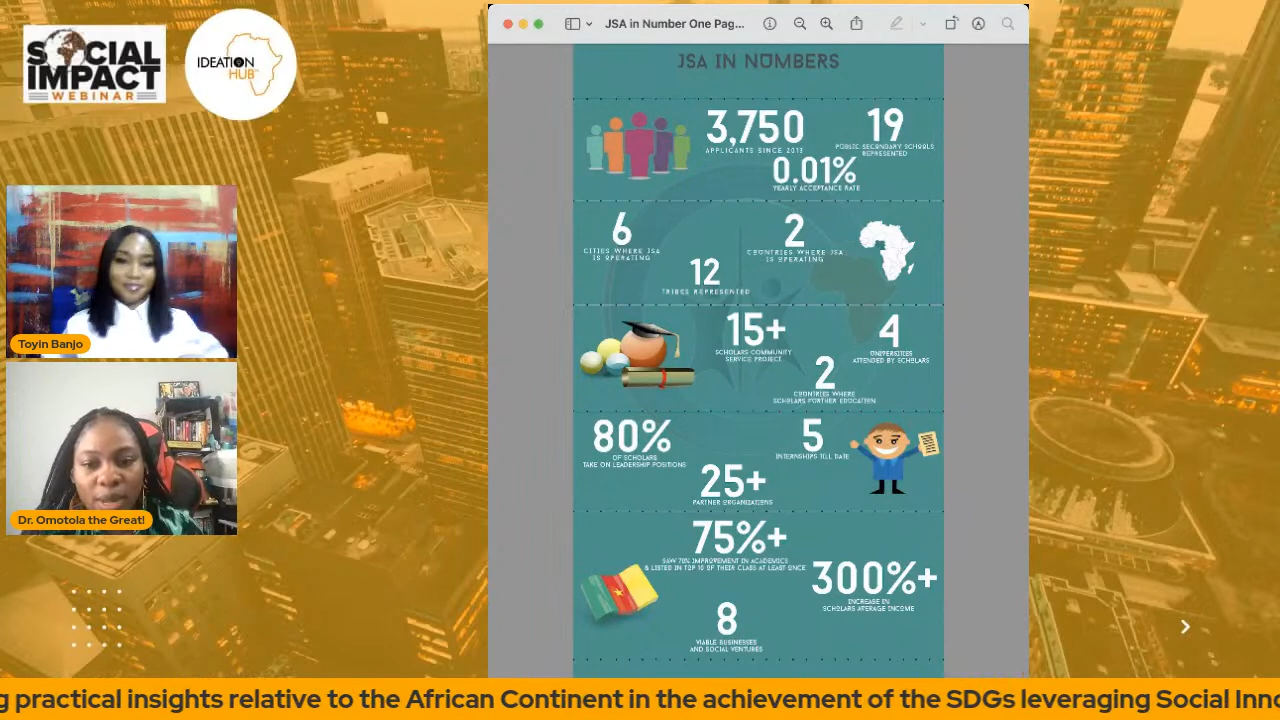 SOCIAL
IMPACT
WEBINAR
IDEATION
HUB
Toyin Banjo
Dr. Omotola the Great!
JSA in Number One Pag...
JSA IN NUMBERS
3,750
APPLICANTS SINCE 2013
19
PUBLIC SECONDARY SCHOOLS
REPRESENTED
0.01%
YEARLY ACCEPTANCE RATE
6
CITIES WHERE JSA
IS OPERATING
2
COUNTRIES WHERE JSA
IS OPERATING
12
TRIBES REPRESENTED
15+
SCHOLARS COMMUNITY
SERVICE PROJECT
4
UNIVERSITIES
ATTENDED BY SCHOLARS
2
COUNTRIES WHERE
SCHOLARS FURTHER EDUCATION
80%
OF SCHOLARS
TAKE ON LEADERSHIP POSITIONS
5
INTERNSHIPS TILL DATE
25+
PARTNER ORGANIZATIONS
75%+
SAW 70% IMPROVEMENT IN ACADEMICS
& LISTED IN TOP 10 OF THEIR CLASS AT LEAST ONCE
300%+
INCREASE IN
SCHOLARS AVERAGE INCOME
8
VIABLE BUSINESSES
AND SOCIAL VENTURES
g practical insights relative to the African Continent in the achievement of the SDGs leveraging Social Inno